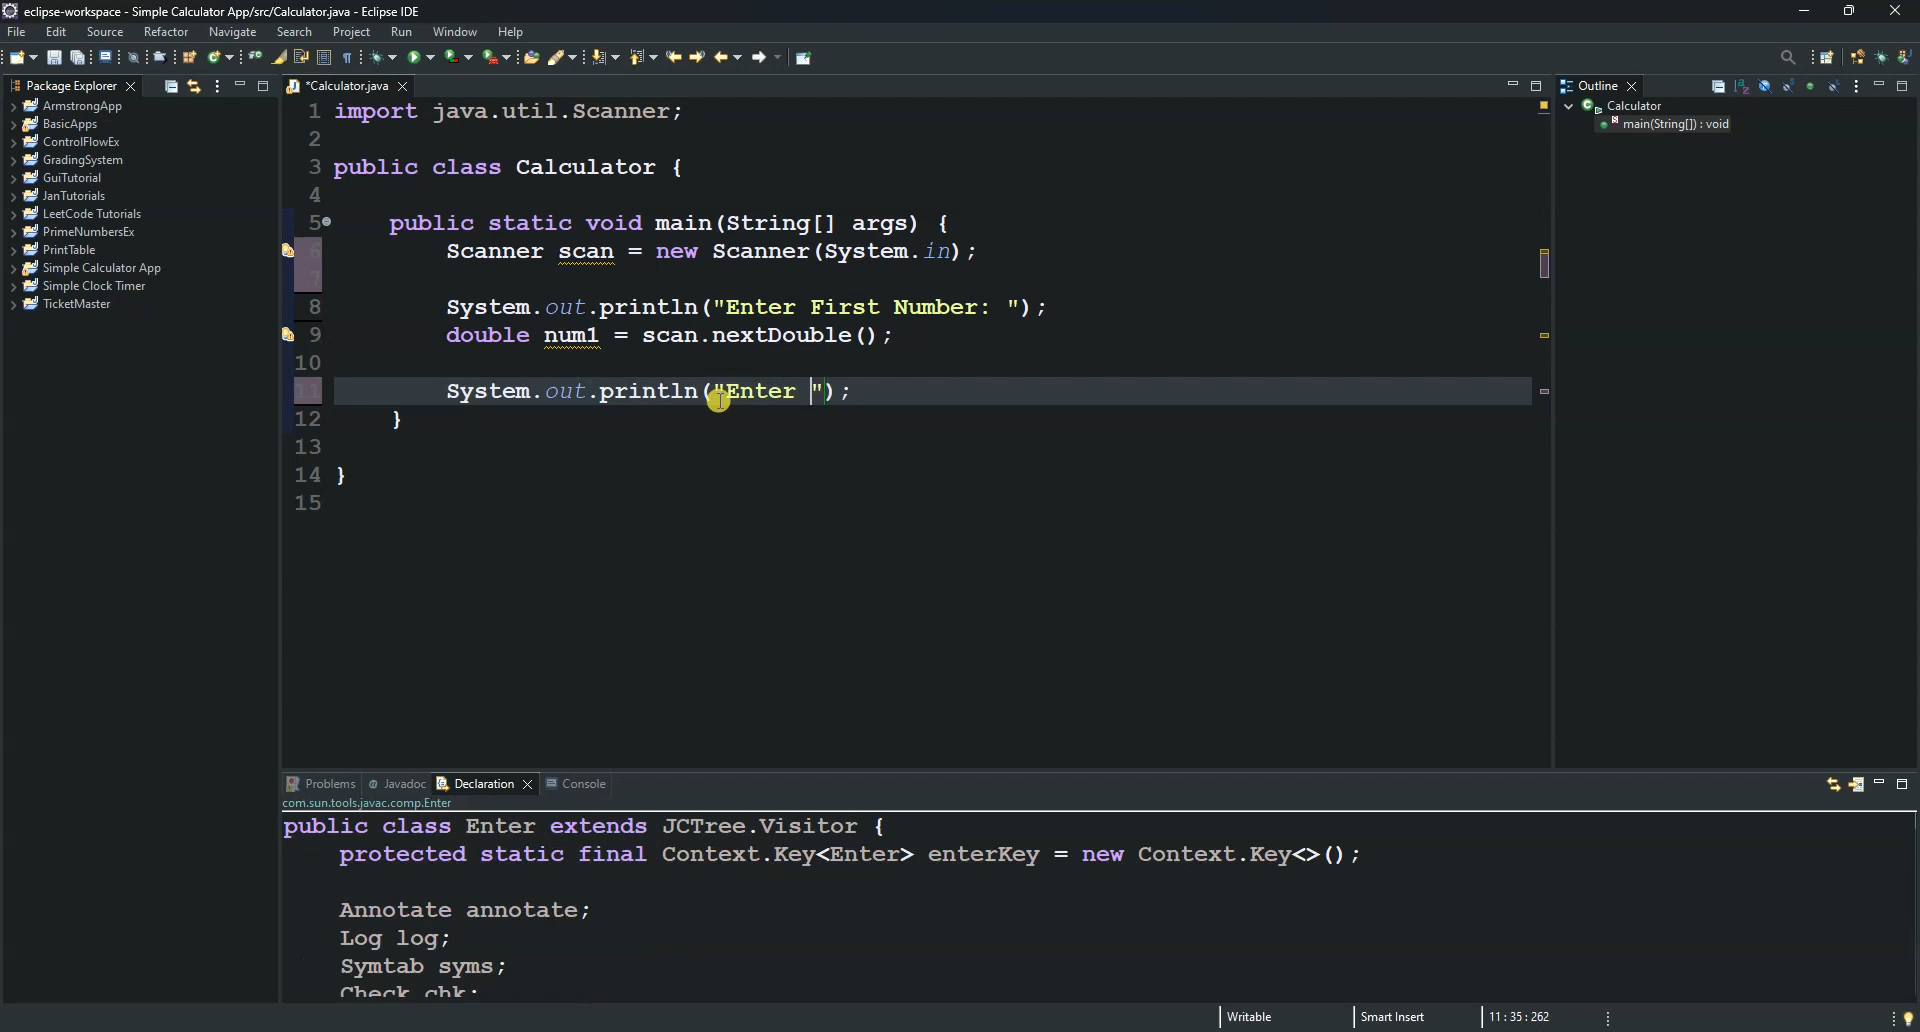 eclipse-workspace - Simple Calculator App/src/Calculator.java - Eclipse IDE
File Edit Source Refactor Navigate Search Project Run Window Help
Package Explorer
ArmstrongApp
BasicApps
ControlFlowEx
GradingSystem
GuiTutorial
JanTutorials
LeetCode Tutorials
PrimeNumbersEx
PrintTable
Simple Calculator App
Simple Clock Timer
TicketMaster
*Calculator.java
1 import java.util.Scanner;
2
3 public class Calculator {
4
5 public static void main(String[] args) {
6 Scanner scan = new Scanner(System.in);
7
8 System.out.println("Enter First Number: ");
9 double num1 = scan.nextDouble();
10
11 System.out.println("Enter ");
12 }
13
14 }
15
Outline
Calculator
main(String[]) : void
Problems Javadoc Declaration Console
com.sun.tools.javac.comp.Enter
public class Enter extends JCTree.Visitor {
protected static final Context.Key<Enter> enterKey = new Context.Key<>();
Annotate annotate;
Log log;
Symtab syms;
Check chk;
Writable Smart Insert 11 : 35 : 262